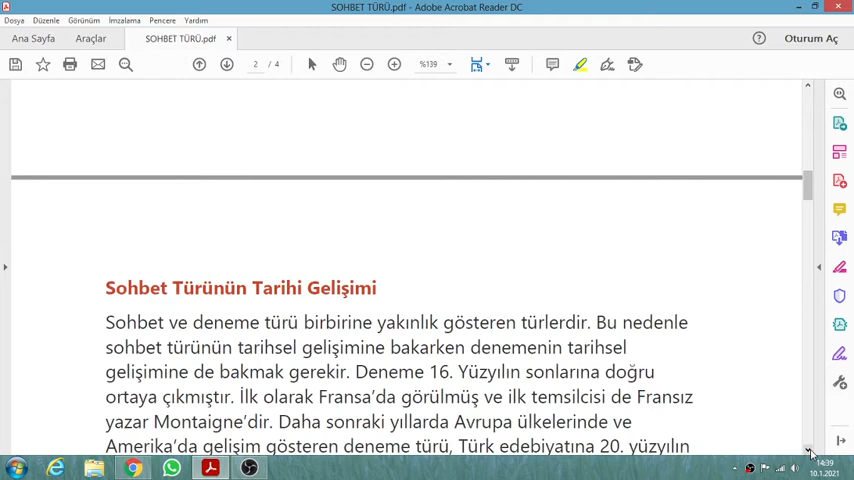 SOHBET TÜRÜ.pdf - Adobe Acrobat Reader DC
Dosya Düzenle Görünüm İmzalama Pencere Yardım
Ana Sayfa Araçlar SOHBET TÜRÜ.pdf × Oturum Aç
2 / 4 %139
Sohbet Türünün Tarihi Gelişimi
Sohbet ve deneme türü birbirine yakınlık gösteren türlerdir. Bu nedenle
sohbet türünün tarihsel gelişimine bakarken denemenin tarihsel
gelişimine de bakmak gerekir. Deneme 16. Yüzyılın sonlarına doğru
ortaya çıkmıştır. İlk olarak Fransa’da görülmüş ve ilk temsilcisi de Fransız
yazar Montaigne’dir. Daha sonraki yıllarda Avrupa ülkelerinde ve
Amerika’da gelişim gösteren deneme türü, Türk edebiyatına 20. yüzyılın
14:39
10.1.2021